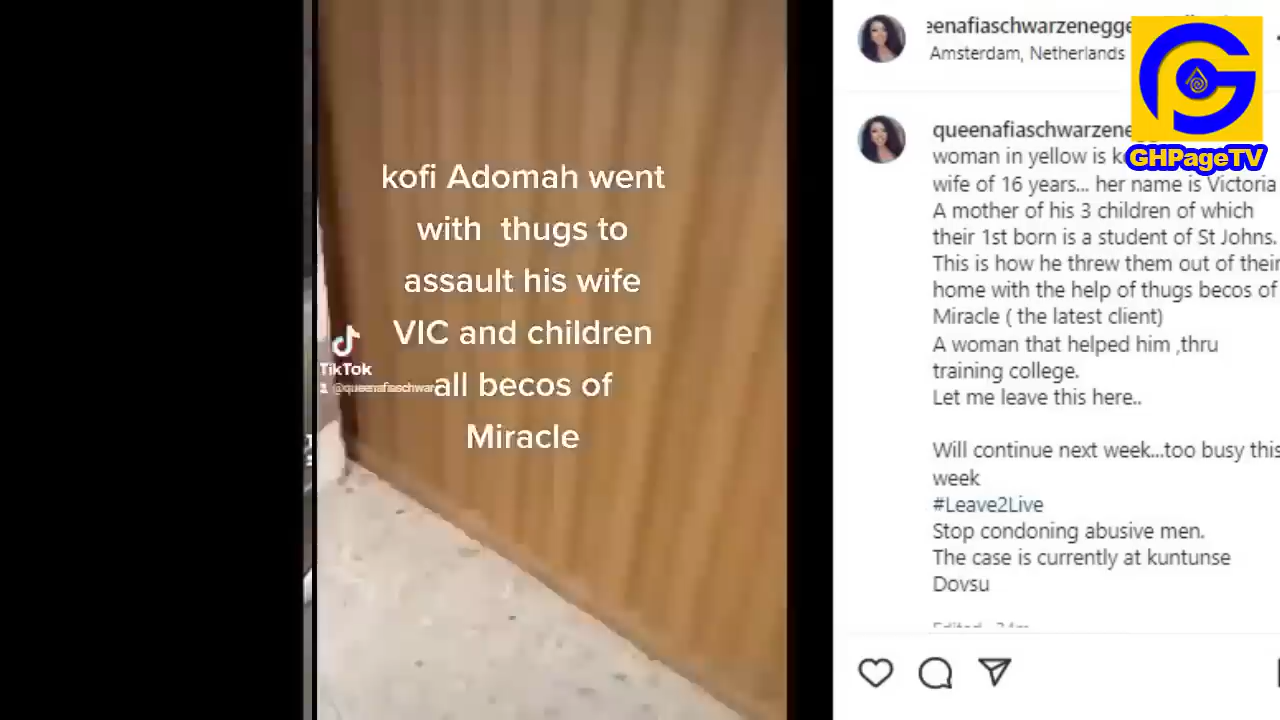 kofi Adomah went
with thugs to
assault his wife
VIC and children
all becos of
Miracle
TikTok
@queenafiaschwar
eenafiaschwarzenegge
Amsterdam, Netherlands
GHPageTV
queenafiaschwarzene
woman in yellow is
wife of 16 years... her name is Victoria
A mother of his 3 children of which
their 1st born is a student of St Johns.
This is how he threw them out of their
home with the help of thugs becos of
Miracle ( the latest client)
A woman that helped him ,thru
training college.
Let me leave this here..
Will continue next week...too busy this
week
#Leave2Live
Stop condoning abusive men.
The case is currently at kuntunse
Dovsu